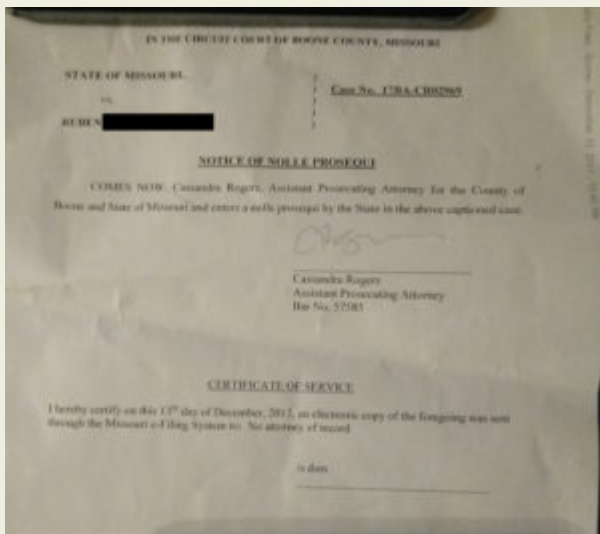 IN THE CIRCUIT COURT OF BOONE COUNTY, MISSOURI
STATE OF MISSOURI,
vs.
RUBEN
Case No. 17BA-CR02969
NOTICE OF NOLLE PROSEQUI
COMES NOW, Cassandra Rogers, Assistant Prosecuting Attorney for the County of
Boone and State of Missouri and enters a nolle prosequi by the State in the above captioned case.
Cassandra Rogers
Assistant Prosecuting Attorney
Bar No. 57585
CERTIFICATE OF SERVICE
I hereby certify on this 13th day of December, 2017, an electronic copy of the foregoing was sent
through the Missouri e-Filing System to: No attorney of record
/s/